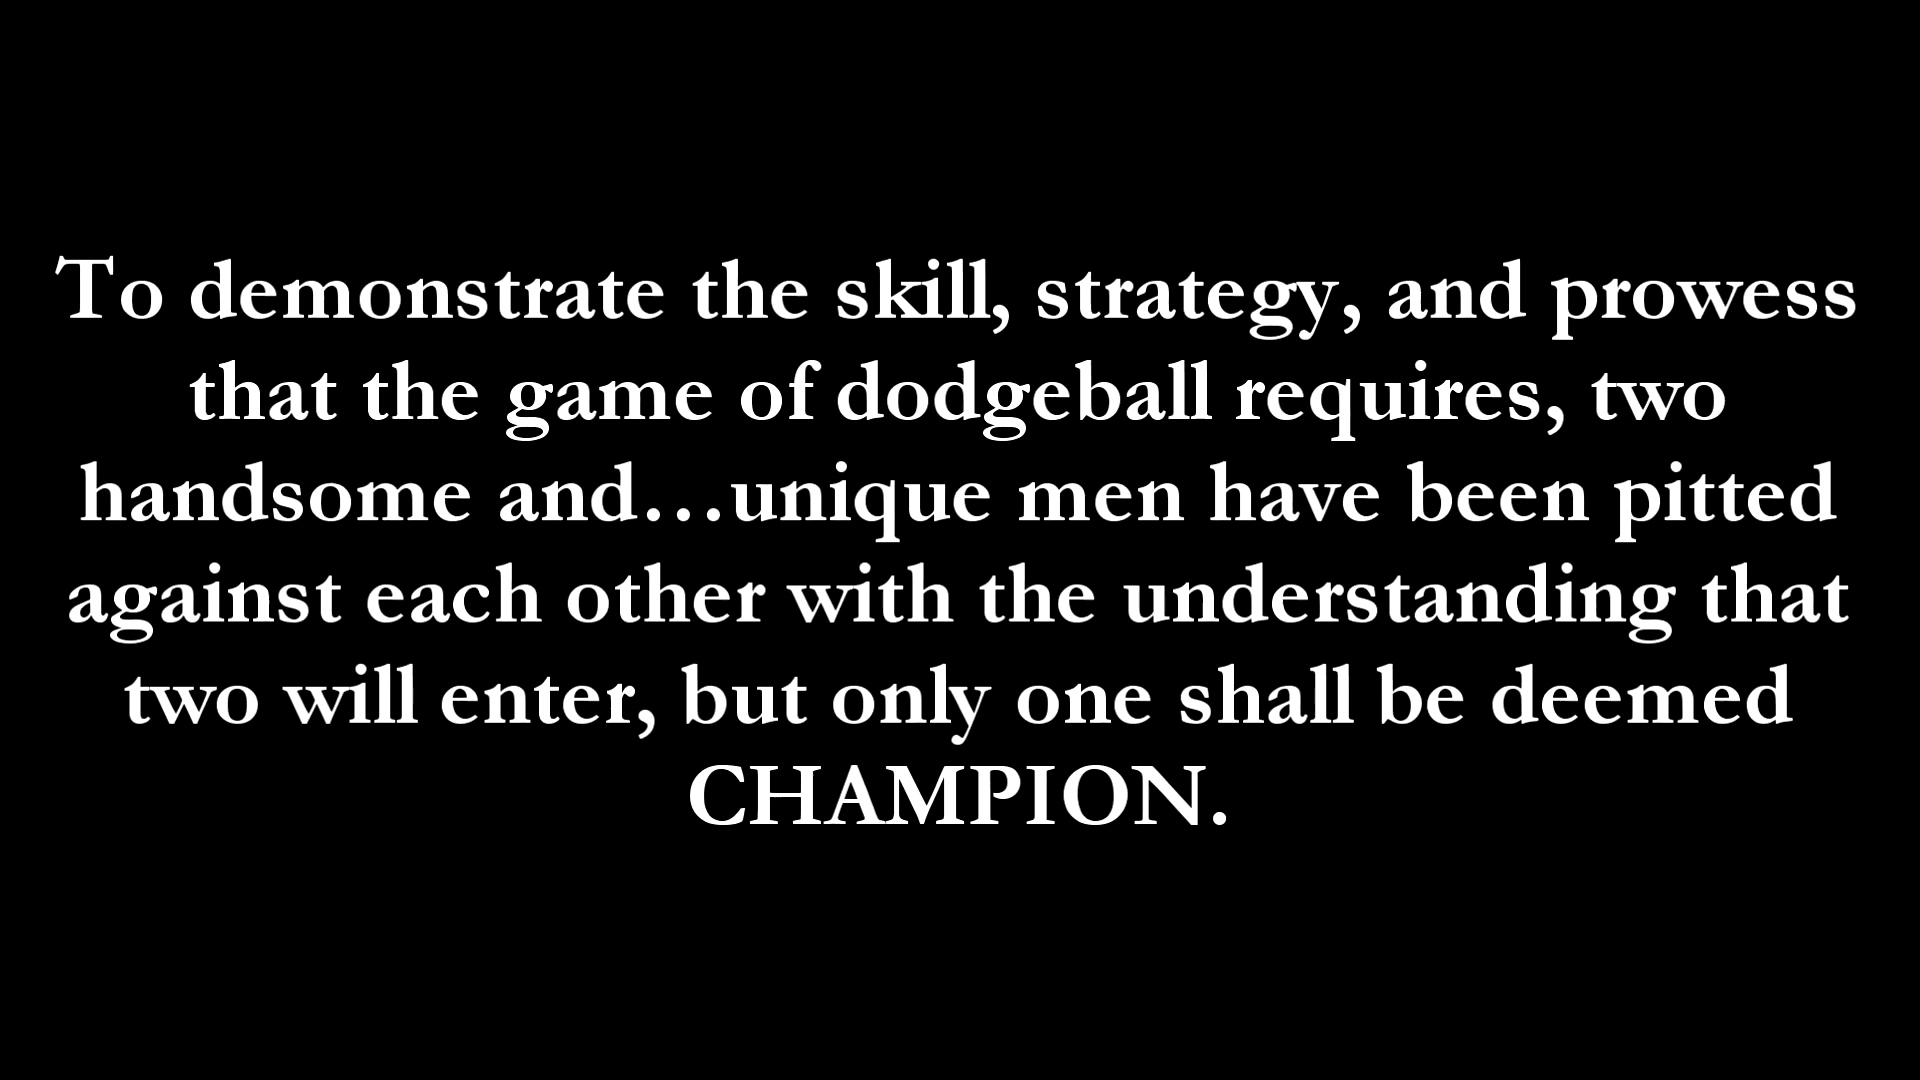 To demonstrate the skill, strategy, and prowess
that the game of dodgeball requires, two
handsome and…unique men have been pitted
against each other with the understanding that
two will enter, but only one shall be deemed
CHAMPION.